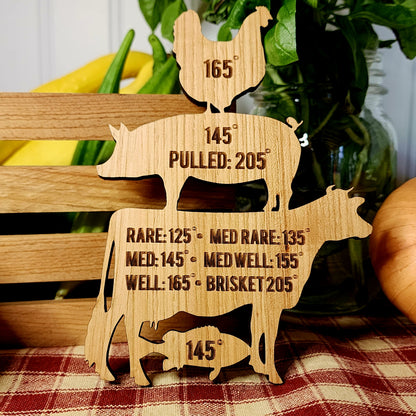 165°
145°
PULLED: 205°
RARE: 125° • MED RARE: 135°
MED: 145° • MED WELL: 155°
WELL: 165° • BRISKET 205°
145°